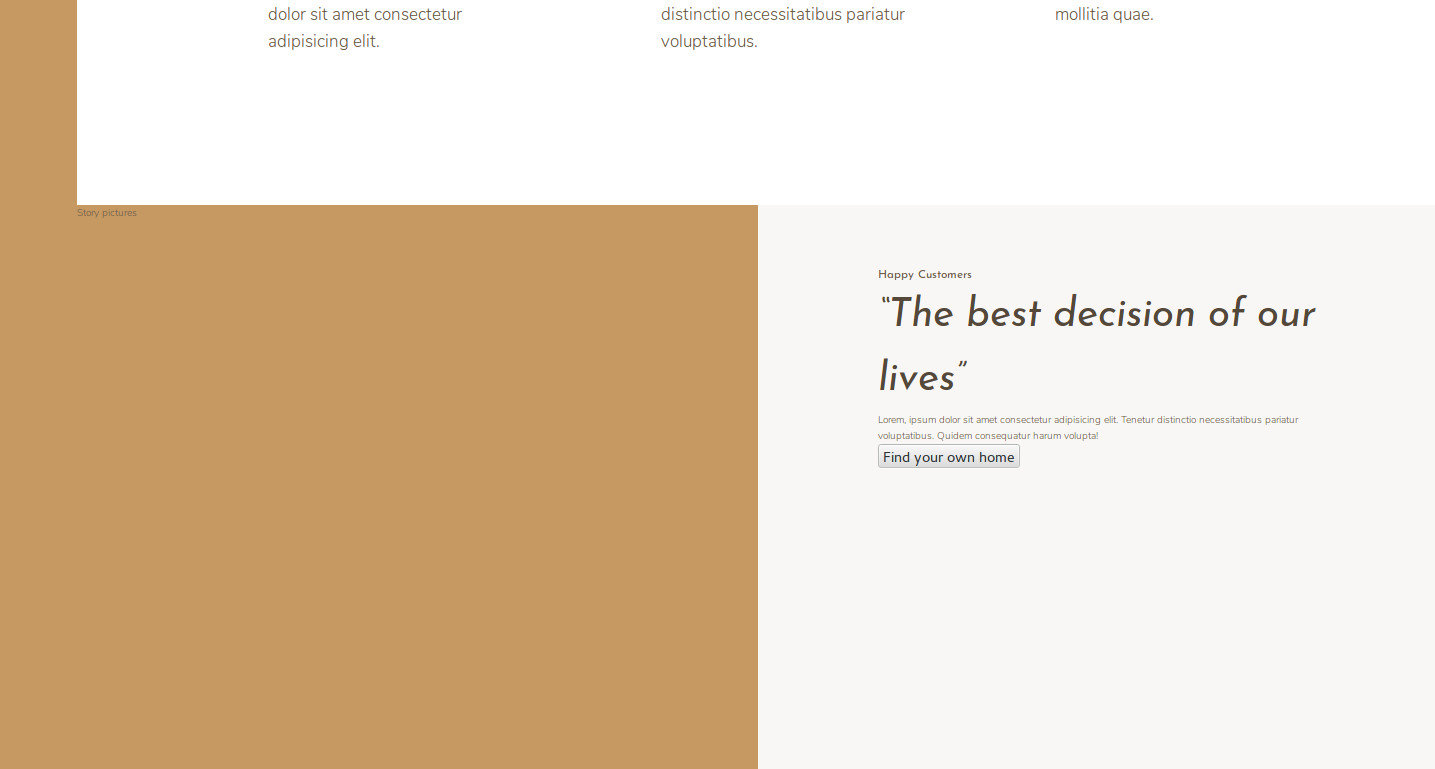 dolor sit amet consectetur
adipisicing elit.
distinctio necessitatibus pariatur
voluptatibus.
mollitia quae.
Story pictures
Happy Customers
“The best decision of our
lives”
Lorem, ipsum dolor sit amet consectetur adipisicing elit. Tenetur distinctio necessitatibus pariatur
voluptatibus. Quidem consequatur harum volupta!
Find your own home